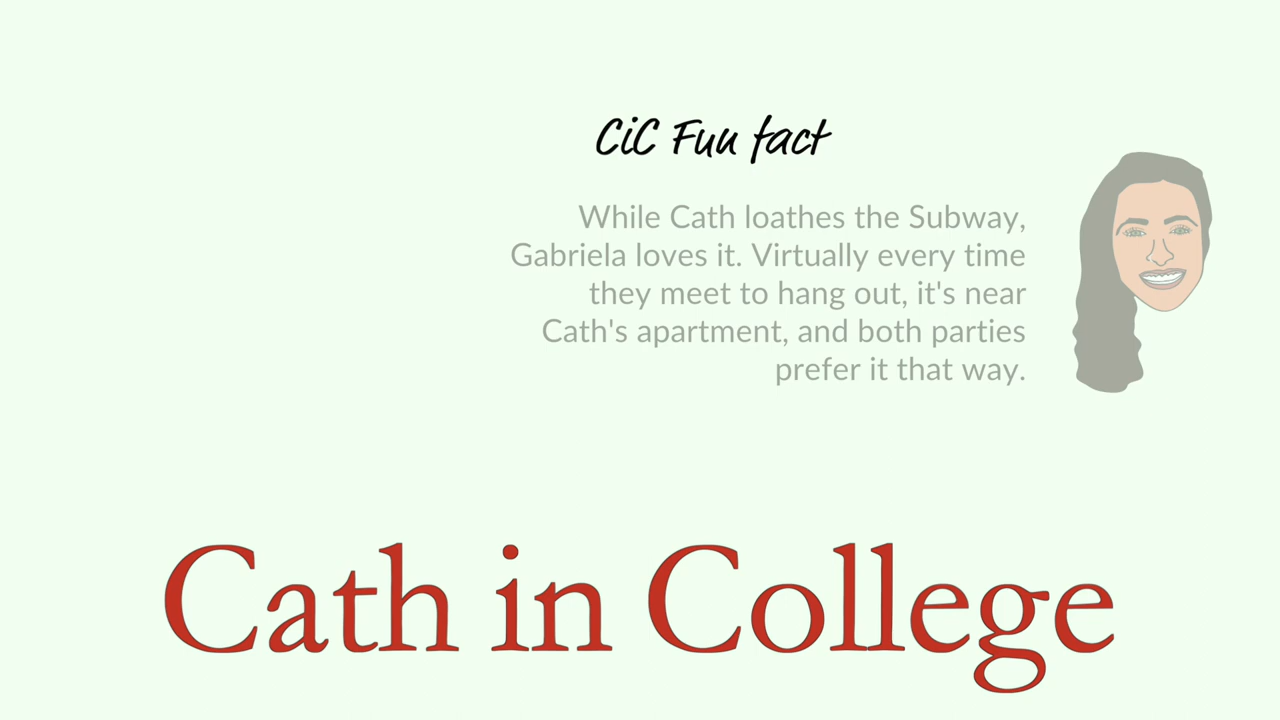 CiC Fun fact
While Cath loathes the Subway,
Gabriela loves it. Virtually every time
they meet to hang out, it's near
Cath's apartment, and both parties
prefer it that way.
Cath in College